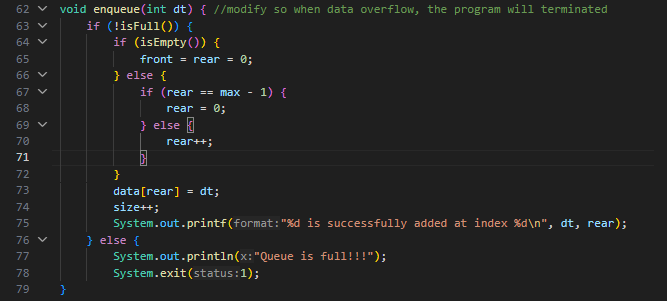 62 void enqueue(int dt) { //modify so when data overflow, the program will terminated
63 if (!isFull()) {
64 if (isEmpty()) {
65 front = rear = 0;
66 } else {
67 if (rear == max - 1) {
68 rear = 0;
69 } else {
70 rear++;
71 }
72 }
73 data[rear] = dt;
74 size++;
75 System.out.printf(format:"%d is successfully added at index %d\n", dt, rear);
76 } else {
77 System.out.println(x:"Queue is full!!!");
78 System.exit(status:1);
79 }